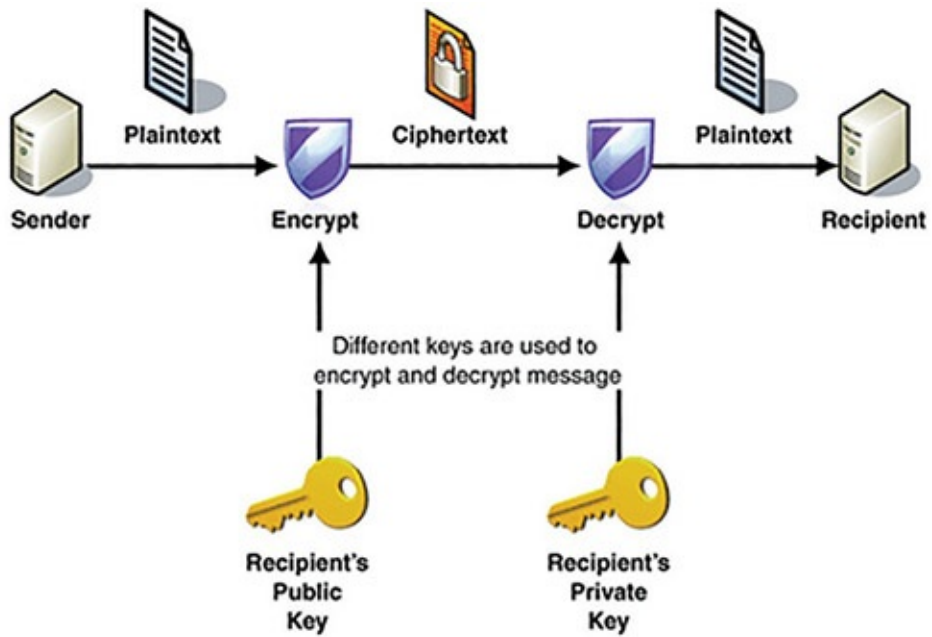 Plaintext
Ciphertext
Plaintext
Sender
Encrypt
Decrypt
Recipient
Different keys are used to
encrypt and decrypt message
Recipient's
Public
Key
Recipient's
Private
Key